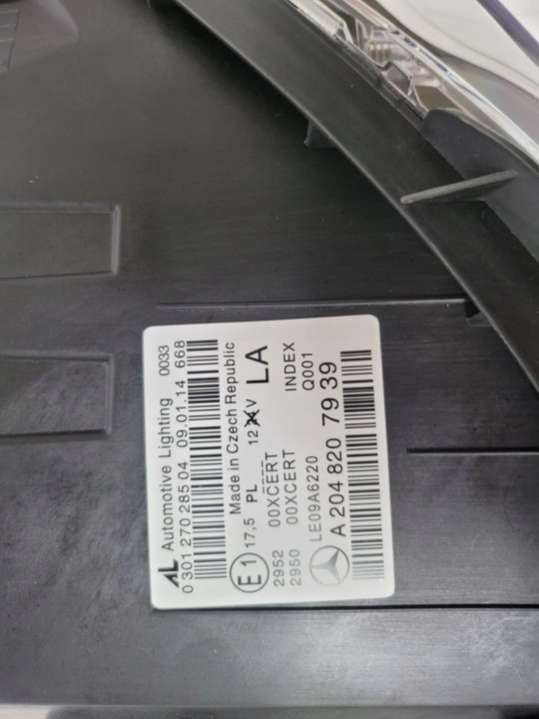 AL Automotive Lighting 0033
0 301 270 285 04 09.01.14 668
E1 17,5 Made in Czech Republic
PL 12 V LA
2952 00XCERT
2950 00XCERT INDEX
LE09A6220 Q001
A 204 820 79 39